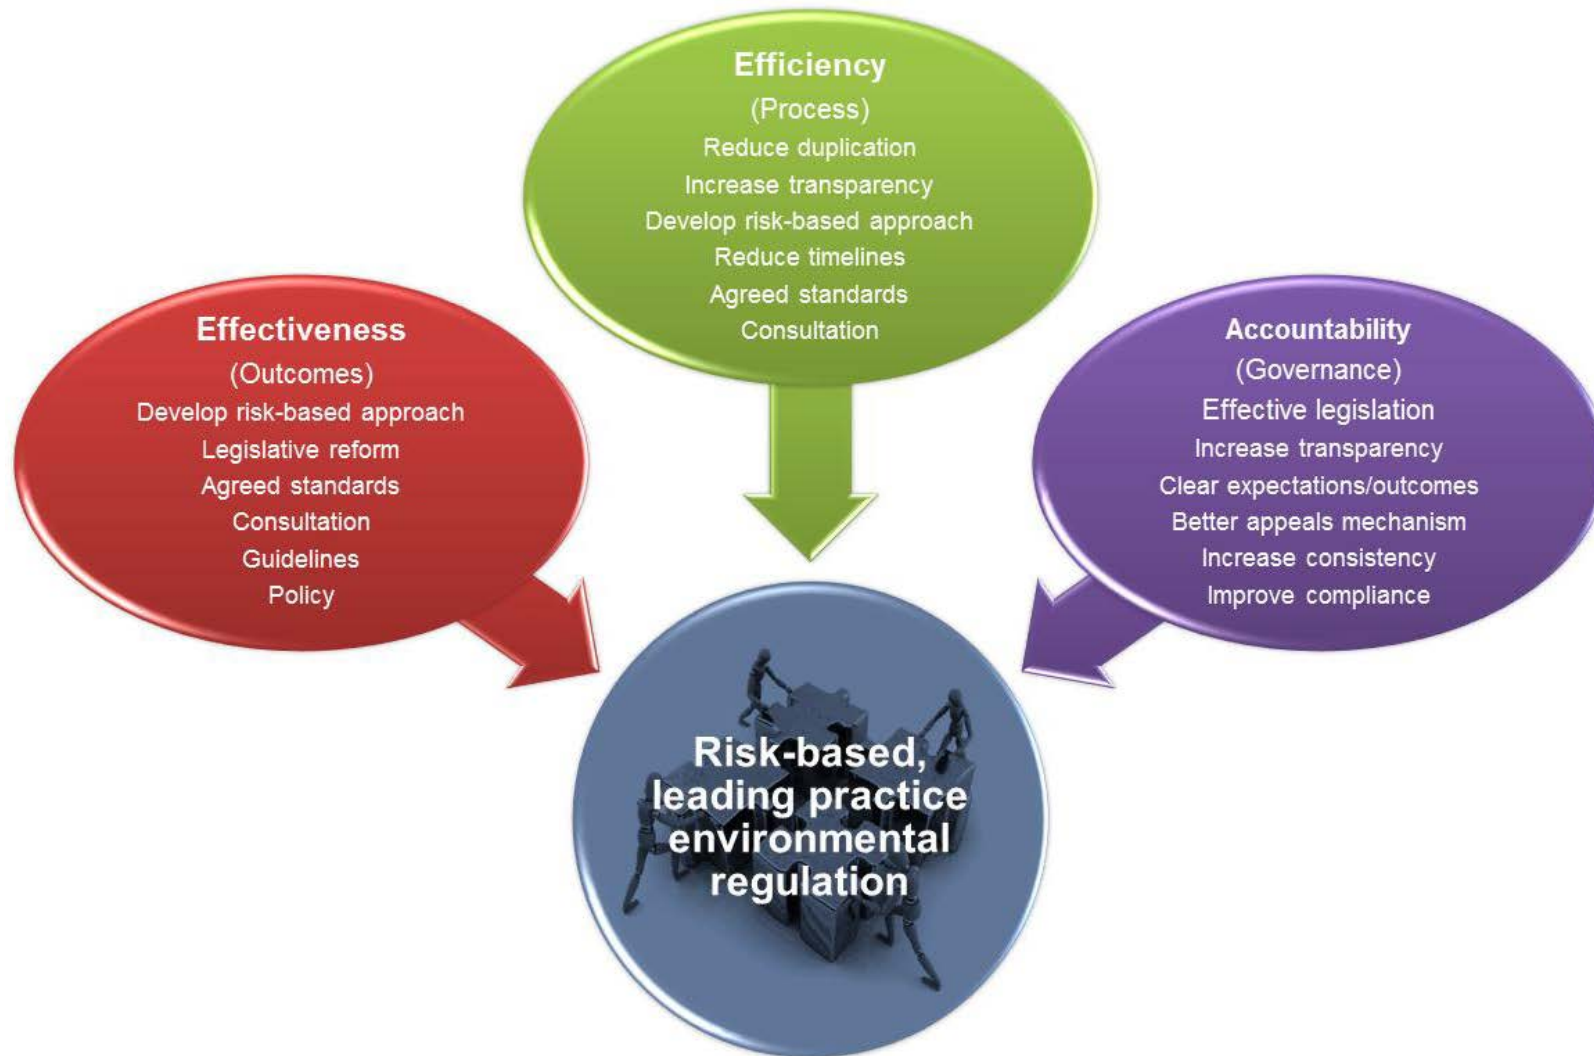 Efficiency
(Process)
Reduce duplication
Increase transparency
Develop risk-based approach
Reduce timelines
Agreed standards
Consultation
Effectiveness
(Outcomes)
Develop risk-based approach
Legislative reform
Agreed standards
Consultation
Guidelines
Policy
Accountability
(Governance)
Effective legislation
Increase transparency
Clear expectations/outcomes
Better appeals mechanism
Increase consistency
Improve compliance
Risk-based,
leading practice
environmental
regulation